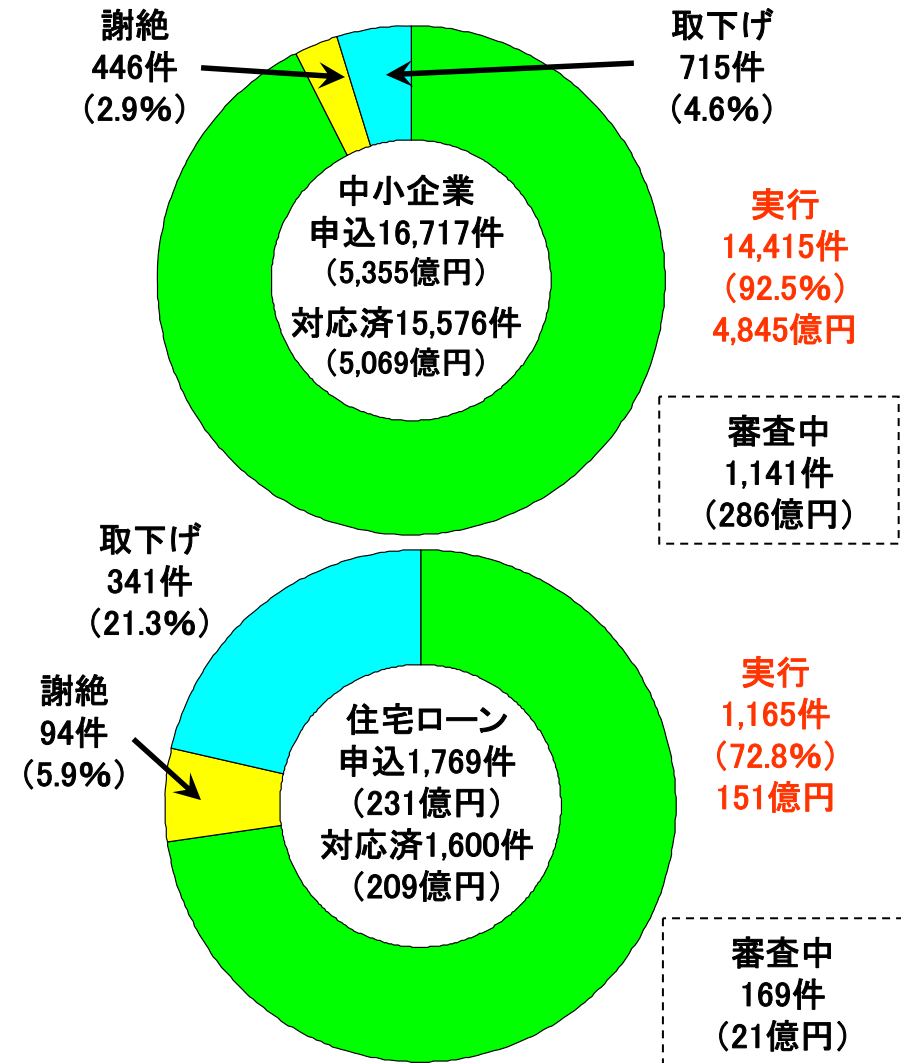 謝絶
446件
（2.9％）
取下げ
715件
（4.6％）
中小企業
申込16,717件
（5,355億円）
対応済15,576件
（5,069億円）
実行
14,415件
（92.5％）
4,845億円
審査中
1,141件
（286億円）
取下げ
341件
（21.3％）
謝絶
94件
（5.9％）
住宅ローン
申込1,769件
（231億円）
対応済1,600件
（209億円）
実行
1,165件
（72.8％）
151億円
審査中
169件
（21億円）